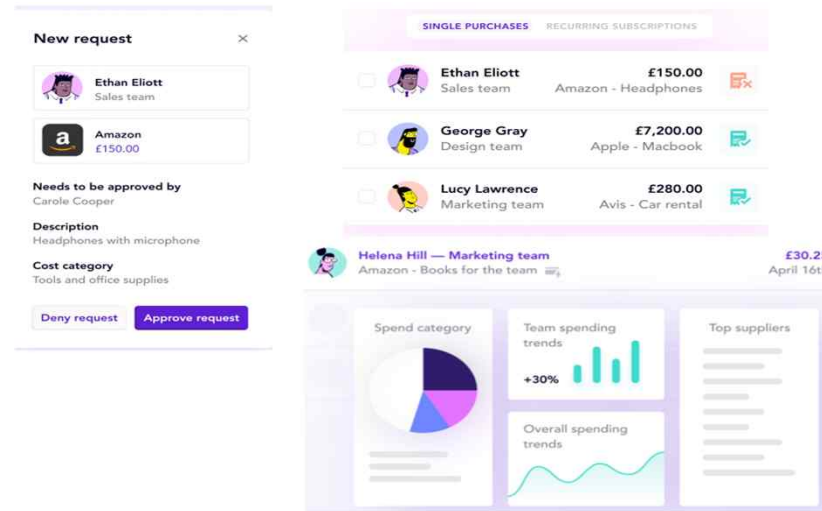 New request
Ethan Eliott
Sales team
a
Amazon
£150.00
Needs to be approved by
Carole Cooper
Description
Headphones with microphone
Cost category
Tools and office supplies
Deny request
Approve request
SINGLE PURCHASES
RECURRING SUBSCRIPTIONS
Ethan Eliott
£150.00
Sales team
Amazon - Headphones
George Gray
£7,200.00
Design team
Apple - Macbook
Lucy Lawrence
£280.00
Marketing team
Avis - Car rental
Helena Hill — Marketing team
Amazon - Books for the team
April 16th
Spend category
Team spending
trends
+30%
Overall spending
trends
Top suppliers